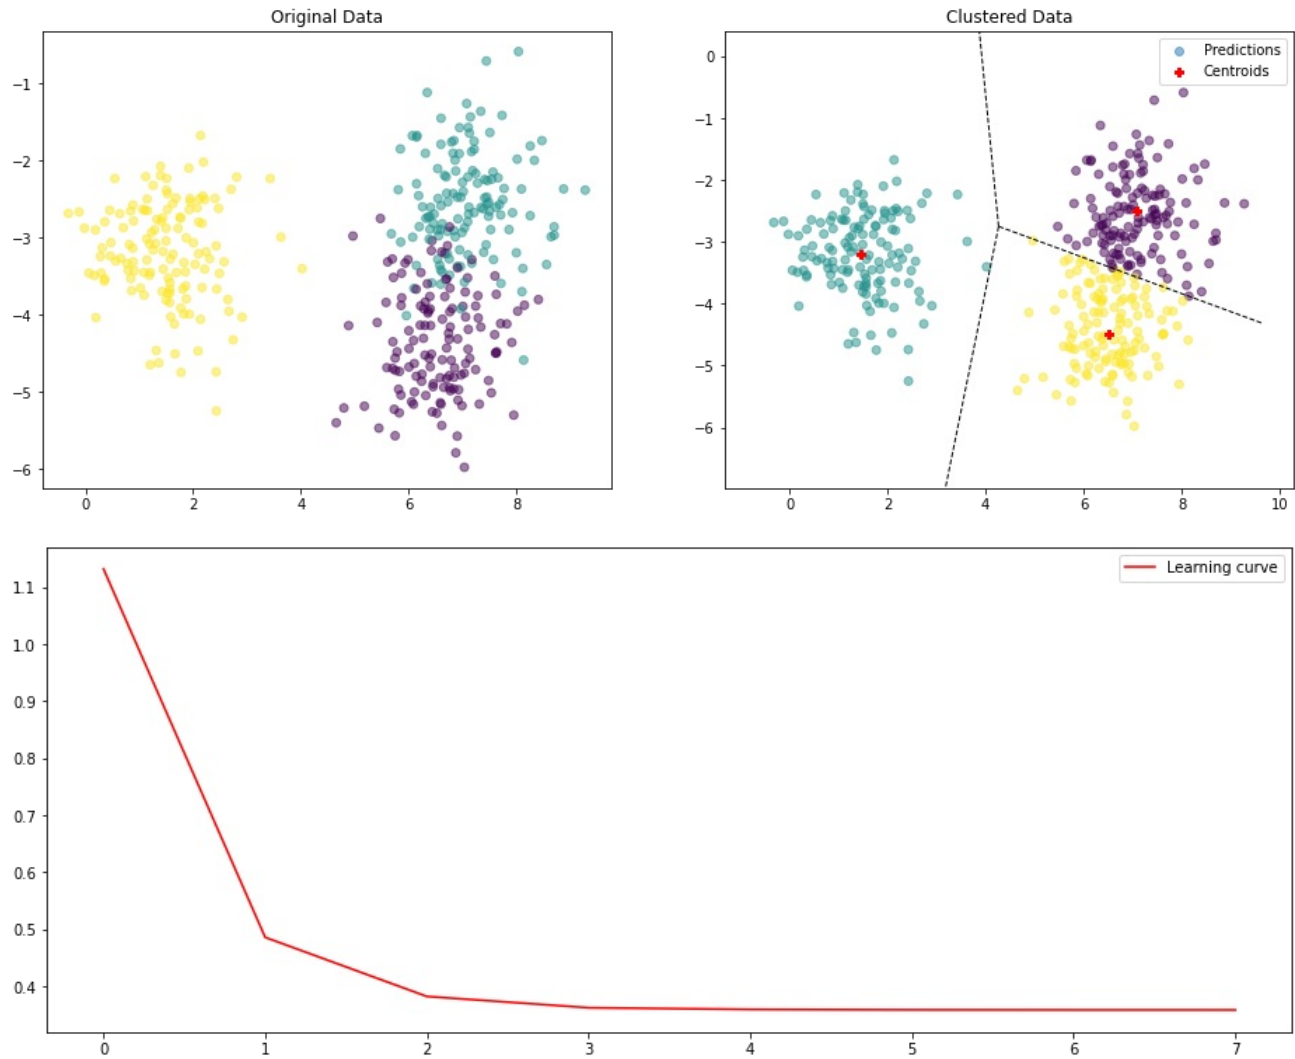 Original Data
−1
−2
−3
−4
−5
−6
0 2 4 6 8
Clustered Data
Predictions
Centroids
0
−1
−2
−3
−4
−5
−6
0 2 4 6 8 10
Learning curve
1.1
1.0
0.9
0.8
0.7
0.6
0.5
0.4
0 1 2 3 4 5 6 7